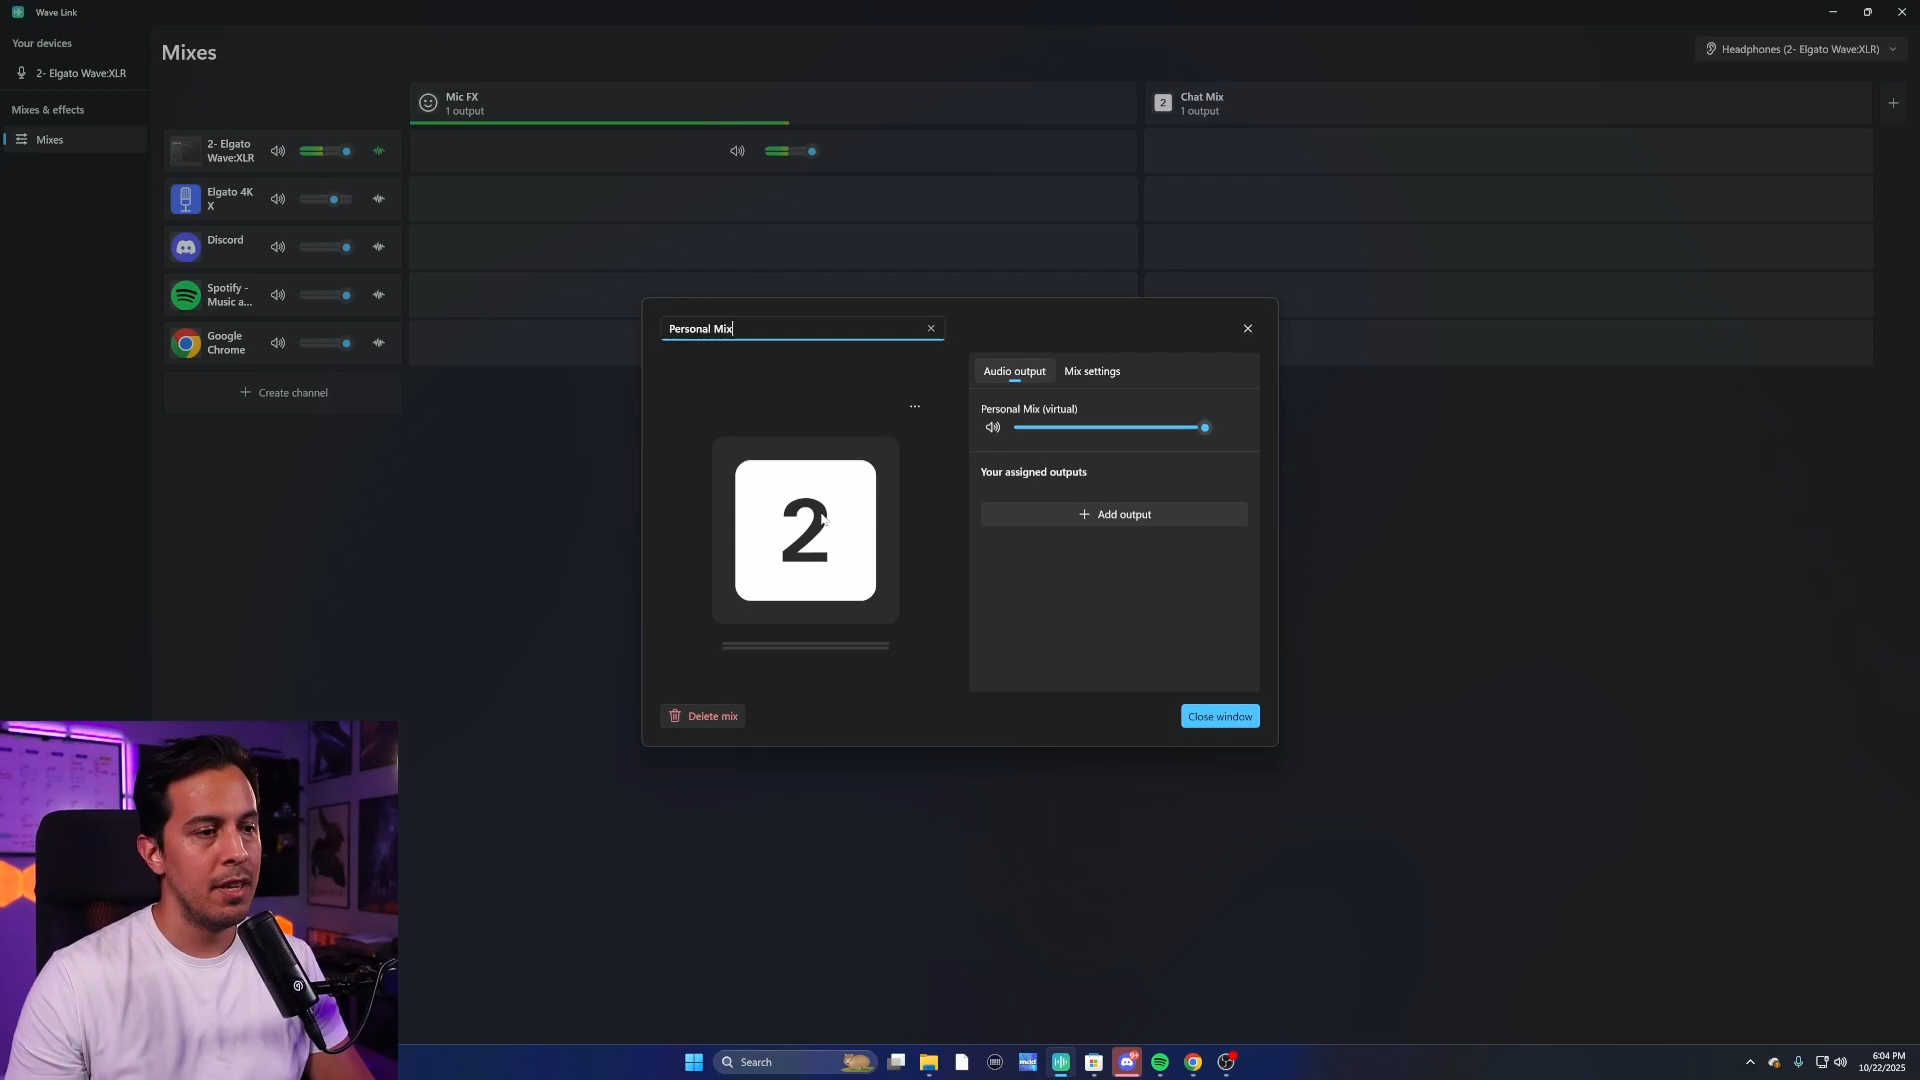 Wave Link
Your devices
2- Elgato Wave:XLR
Mixes & effects
Mixes
Mixes
Headphones (2- Elgato Wave:XLR)
Mic FX
1 output
2
Chat Mix
1 output
2- Elgato
Wave:XLR
Elgato 4K
X
Discord
Spotify -
Music a...
Google
Chrome
Create channel
Personal Mix
Audio output
Mix settings
Personal Mix (virtual)
Your assigned outputs
Add output
2
Delete mix
Close window
Search
meld
9+
6:04 PM
10/22/2025